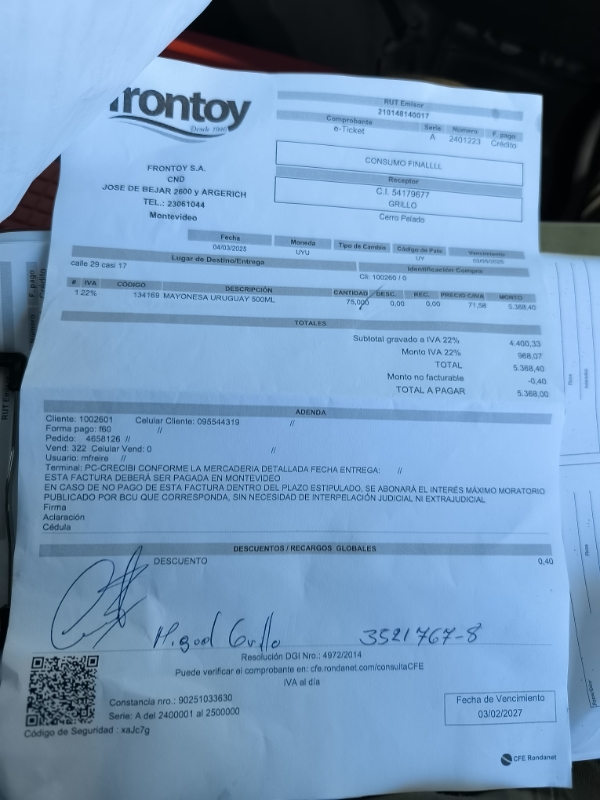 frontoy
Desde 1980
FRONTOY S.A.
CND
JOSE DE BEJAR 2600 y ARGERICH
TEL.: 23061044
Montevideo
RUT Emisor
210148140017
Comprobante Serie Número F. pago
e-Ticket A 2401223 Crédito
CONSUMO FINALLLL
Receptor
C.I. 54179677
GRILLO
Cerro Pelado
Fecha Moneda Tipo de Cambio Código de País Vencimiento
04/03/2025 UYU UY
Lugar de Destino/Entrega Identificación Compra
calle 29 casi 17 Cli: 100260 / 0
# IVA CÓDIGO DESCRIPCIÓN CANTIDAD DESC. REC. PRECIO C/IVA MONTO
1 22% 134169 MAYONESA URUGUAY 500ML 75,000 0,00 0,00 71,58 5.368,40
TOTALES
Subtotal gravado a IVA 22% 4.400,33
Monto IVA 22% 968,07
TOTAL 5.368,40
Monto no facturable -0,40
TOTAL A PAGAR 5.368,00
ADENDA
Cliente: 1002601 Celular Cliente: 095544319 //
Forma pago: f60 //
Pedido: 4658126 //
Vend: 322 Celular Vend: 0 //
Usuario: mfreire //
Terminal: PC-CRECIBI CONFORME LA MERCADERIA DETALLADA FECHA ENTREGA: //
ESTA FACTURA DEBERÁ SER PAGADA EN MONTEVIDEO
EN CASO DE NO PAGO DE ESTA FACTURA DENTRO DEL PLAZO ESTIPULADO, SE ABONARÁ EL INTERÉS MÁXIMO MORATORIO
PUBLICADO POR BCU QUE CORRESPONDA, SIN NECESIDAD DE INTERPELACIÓN JUDICIAL NI EXTRAJUDICIAL
Firma
Aclaración
Cédula
DESCUENTOS / RECARGOS GLOBALES
DESCUENTO 0,40
Miguel Grillo 3521767-8
Resolución DGI Nro.: 4972/2014
Puede verificar el comprobante en: cfe.rondanet.com/consultaCFE
IVA al día
Constancia nro.: 90251033630
Serie: A del 2400001 al 2500000
Código de Seguridad : xaJc7g
Fecha de Vencimiento
03/02/2027
CFE Rondanet